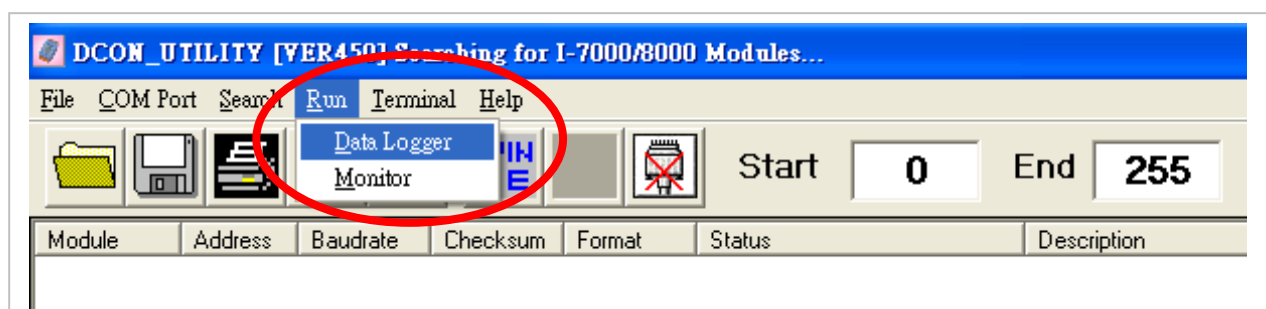 DCON_UTILITY [VER450] Searching for I-7000/8000 Modules...
File COM Port Search Run Terminal Help
Data Logger
Monitor
Start 0 End 255
Module Address Baudrate Checksum Format Status Description